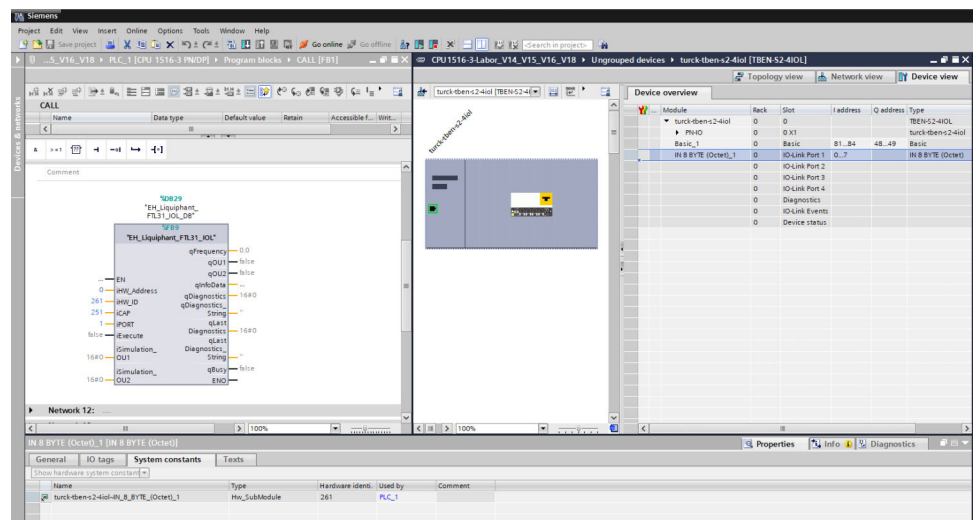 Siemens
Project Edit View Insert Online Options Tools Window Help
Save project Go online Go offline <Search in project>
...5_V16_V18 ▸ PLC_1 [CPU 1516-3 PN/DP] ▸ Program blocks ▸ CALL [FB1]
CPU1516-3-Labor_V14_V15_V16_V18 ▸ Ungrouped devices ▸ turck-tben-s2-4iol [TBEN-S2-4IOL]
Topology view Network view Device view
Devices & networks
CALL
Name Data type Default value Retain Accessible f... Writ...
& >=1
Comment
%DB29
"EH_Liquiphant_
FTL31_IOL_DB"
%FB9
"EH_Liquiphant_FTL31_IOL"
qFrequency 0.0
qOU1 false
qOU2 false
... EN
qInfoData ...
0 iHW_Address
qDiagnostics 16#0
261 iHW_ID
qDiagnostics_
251 iCAP
String ''
1 iPORT
qLast
false iExecute
Diagnostics 16#0
qLast
iSimulation_
Diagnostics_
16#0 OU1
String ''
iSimulation_
qBusy false
16#0 OU2
ENO
Network 12: .....
100%
turck-tben-s2-4iol [TBEN-S2-4I
turck-tben-s2-4iol
100%
Device overview
... Module Rack Slot I address Q address Type
turck-tben-s2-4iol 0 0 TBEN-S2-4IOL
PN-IO 0 0 X1 turck-tben-s2-4iol
Basic_1 0 Basic 81...84 48...49 Basic
IN 8 BYTE (Octet)_1 0 IO-Link Port 1 0...7 IN 8 BYTE (Octet)
0 IO-Link Port 2
0 IO-Link Port 3
0 IO-Link Port 4
0 Diagnostics
0 IO-Link Events
0 Device status
IN 8 BYTE (Octet)_1 [IN 8 BYTE (Octet)]
Properties Info Diagnostics
General IO tags System constants Texts
Show hardware system constant
Name Type Hardware identi.. Used by Comment
turck-tben-s2-4iol~IN_8_BYTE_(Octet)_1 Hw_SubModule 261 PLC_1